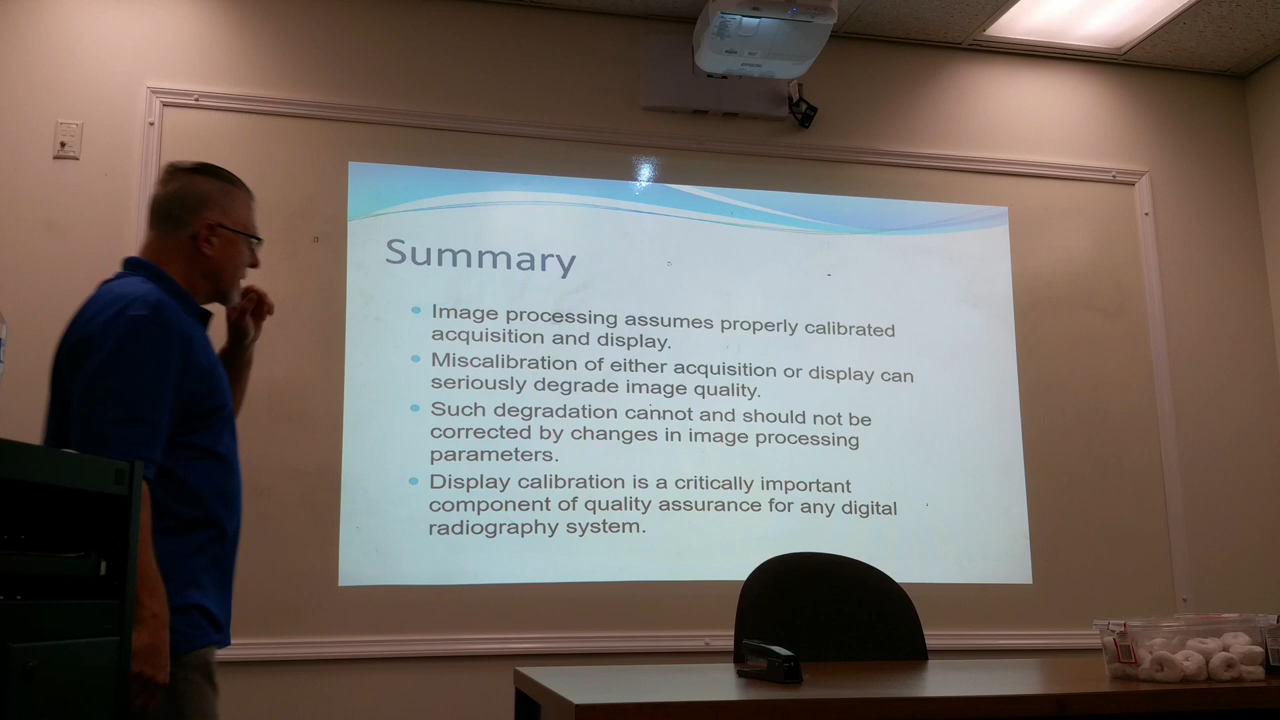 EPSON
Summary
Image processing assumes properly calibrated
acquisition and display.
Miscalibration of either acquisition or display can
seriously degrade image quality.
Such degradation cannot and should not be
corrected by changes in image processing
parameters.
Display calibration is a critically important
component of quality assurance for any digital
radiography system.